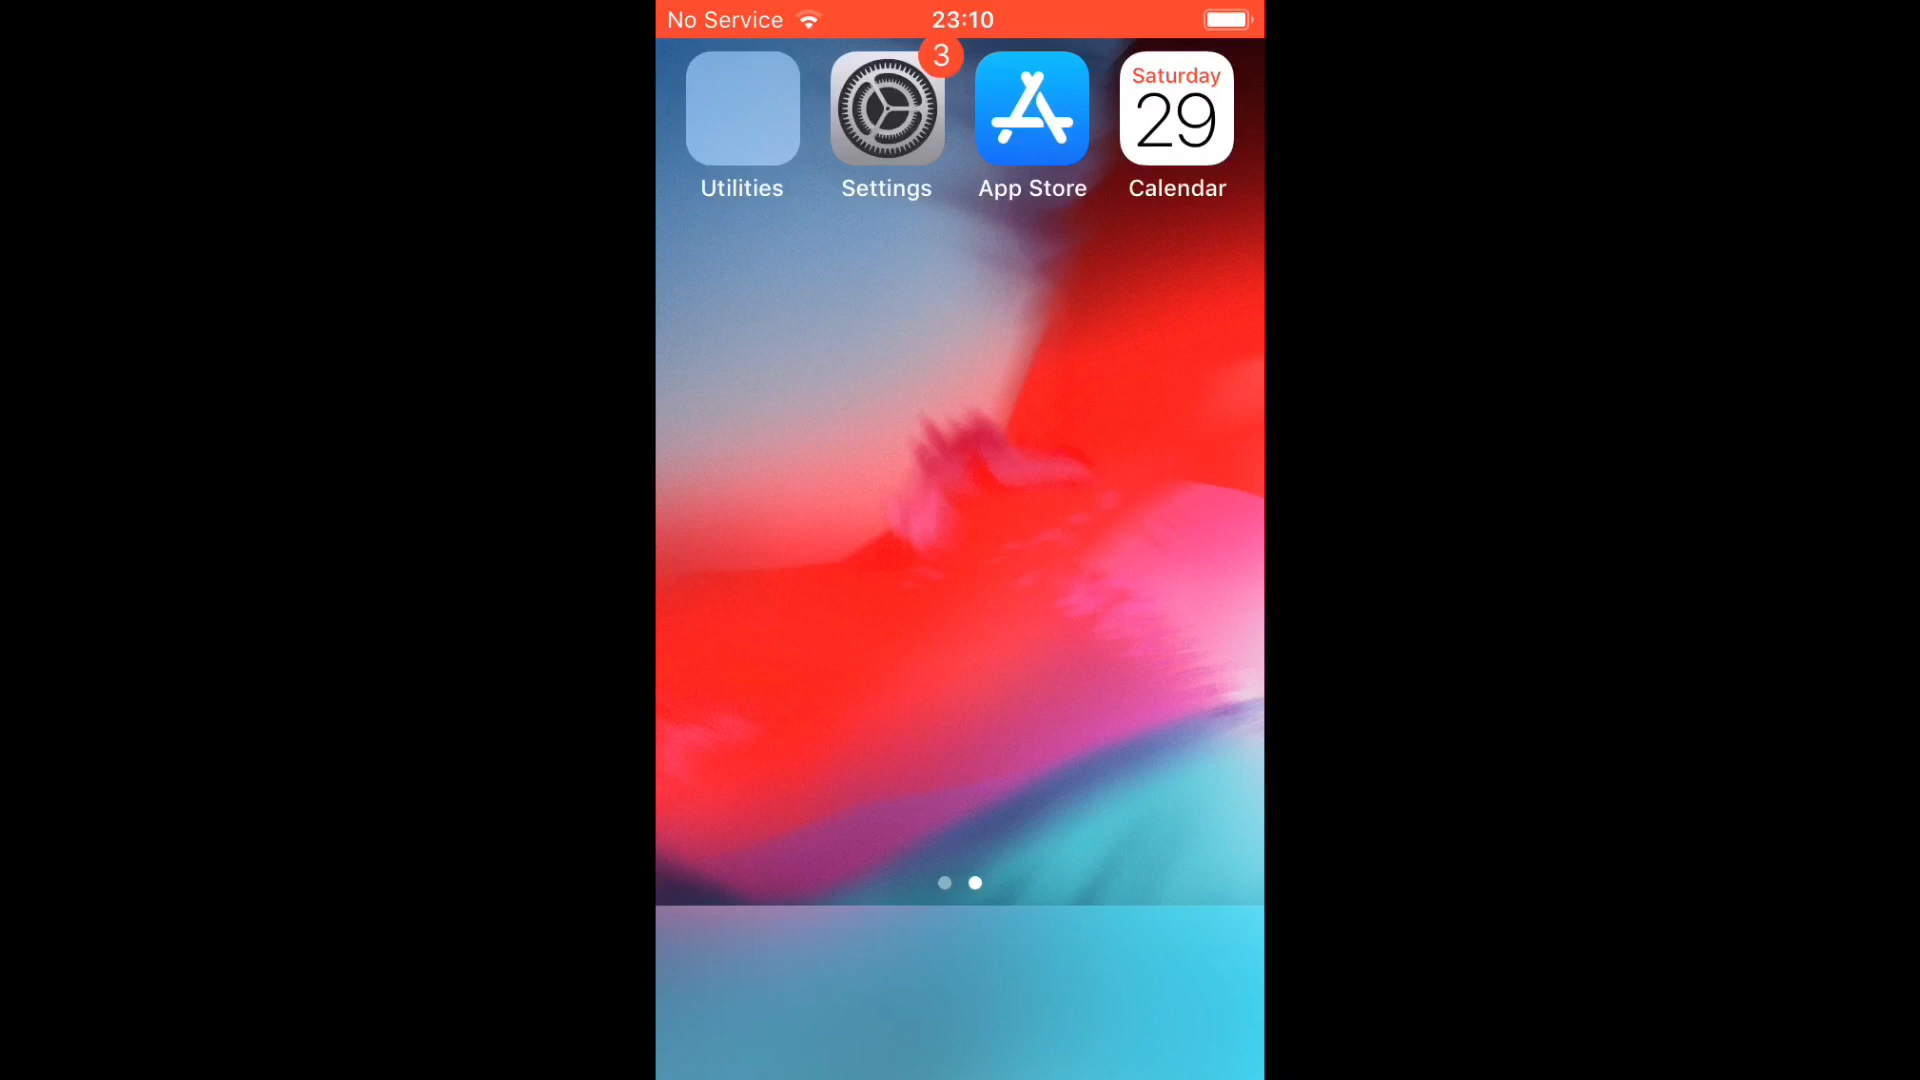 No Service 23:10
3
Saturday
29
Utilities Settings App Store Calendar